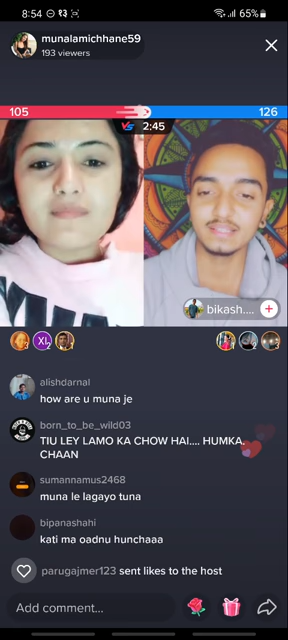 8:54 १३ 65%
munalamichhane59
193 viewers
105 126
VS 2:45
bikash....
alishdarnal
how are u muna je
born_to_be_wild03
TIU LEY LAMO KA CHOW HAI.... HUMKA.
CHAAN
sumannamus2468
muna le lagayo tuna
bipanashahi
kati ma oadnu hunchaaa
parugajmer123 sent likes to the host
Add comment...